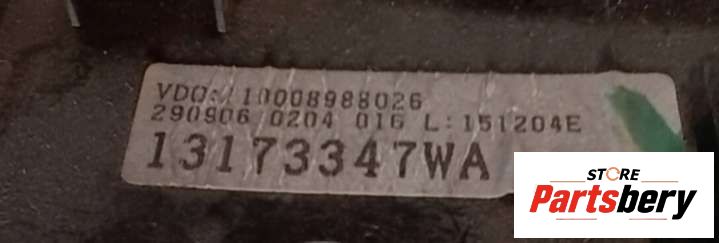 VDO:/10008988026
290906 0204 016 L:151204E
13173347WA
STORE
Partsbery